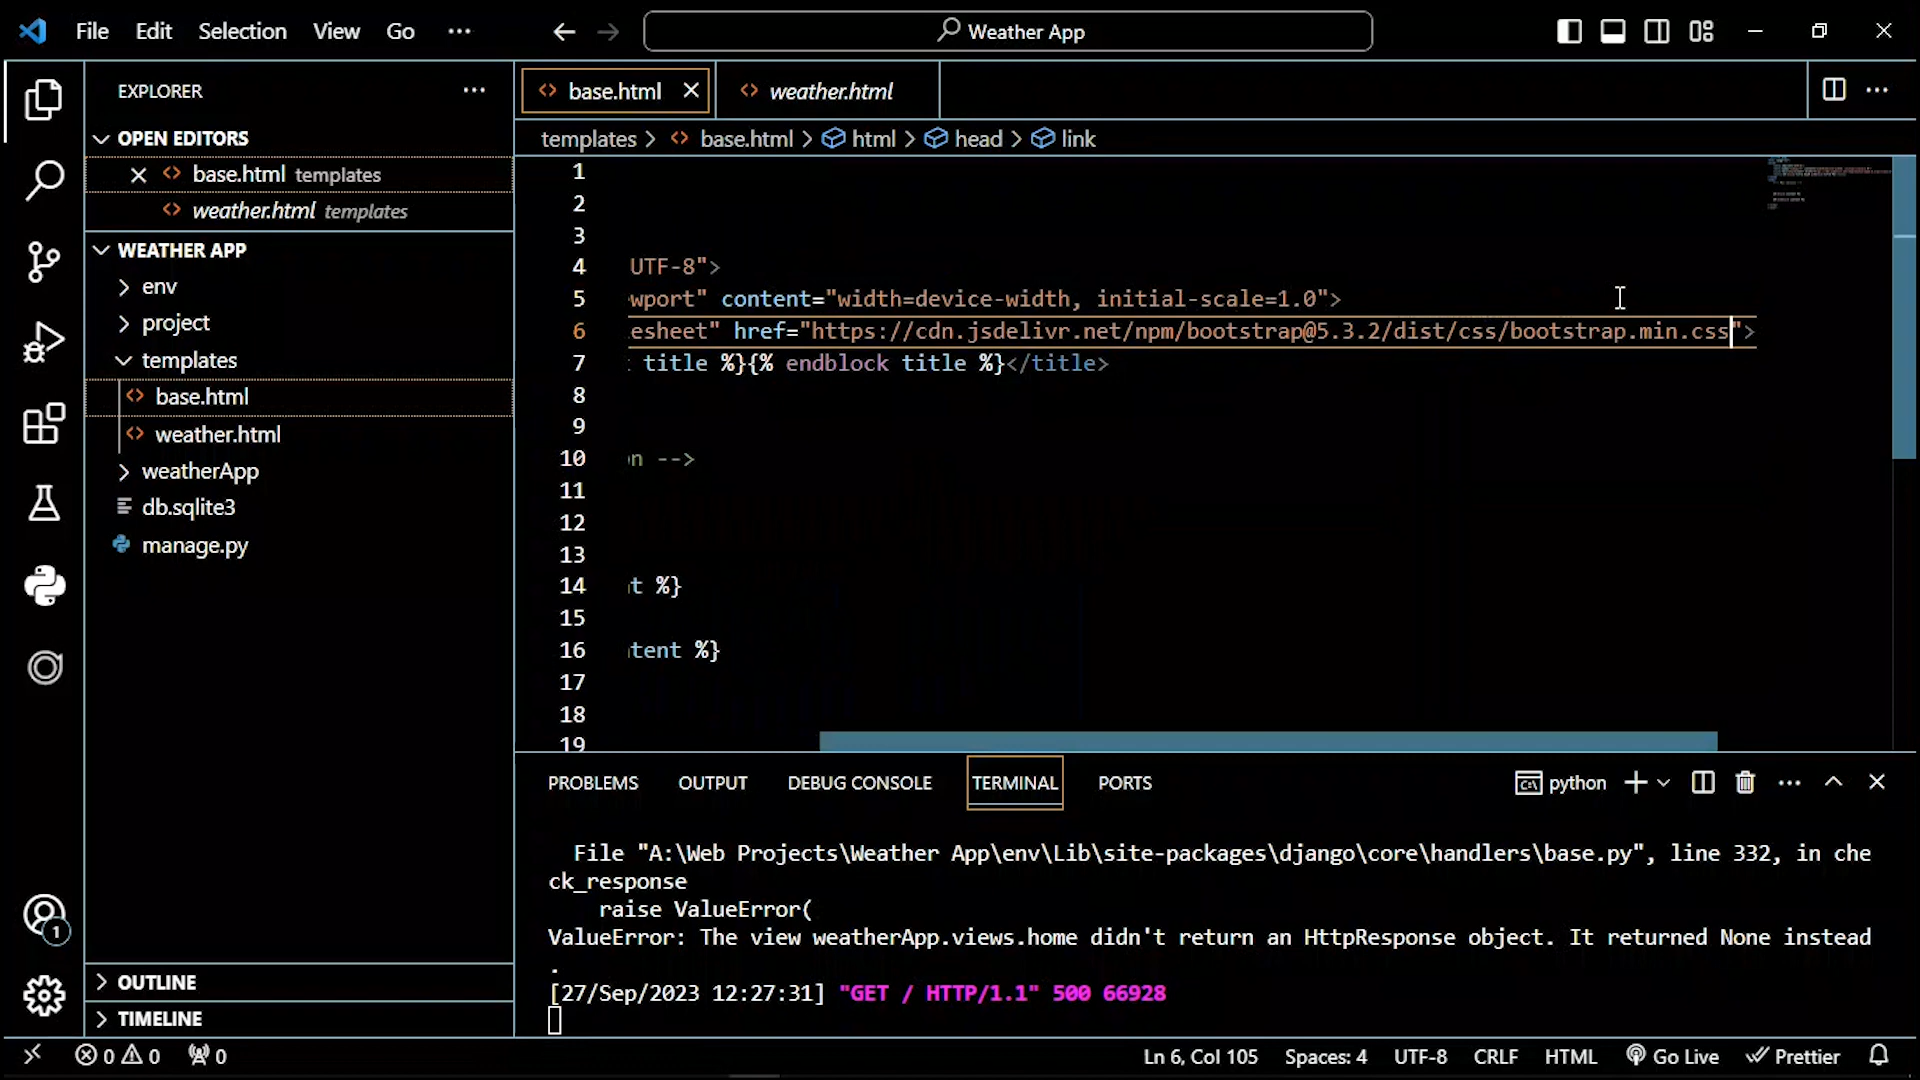 File Edit Selection View Go ··· Weather App
EXPLORER ···
OPEN EDITORS
base.html templates
weather.html templates
WEATHER APP
env
project
templates
base.html
weather.html
weatherApp
db.sqlite3
manage.py
OUTLINE
TIMELINE
base.html weather.html
templates > base.html > html > head > link
1
2
3
4 UTF-8">
5 wport" content="width=device-width, initial-scale=1.0">
6 esheet" href="https://cdn.jsdelivr.net/npm/bootstrap@5.3.2/dist/css/bootstrap.min.css">
7 title %}{% endblock title %}</title>
8
9
10 n -->
11
12
13
14 t %}
15
16 tent %}
17
18
19
PROBLEMS OUTPUT DEBUG CONSOLE TERMINAL PORTS python
File "A:\Web Projects\Weather App\env\Lib\site-packages\django\core\handlers\base.py", line 332, in che
ck_response
raise ValueError(
ValueError: The view weatherApp.views.home didn't return an HttpResponse object. It returned None instead
.
[27/Sep/2023 12:27:31] "GET / HTTP/1.1" 500 66928
1
0 0 0 Ln 6, Col 105 Spaces: 4 UTF-8 CRLF HTML Go Live Prettier